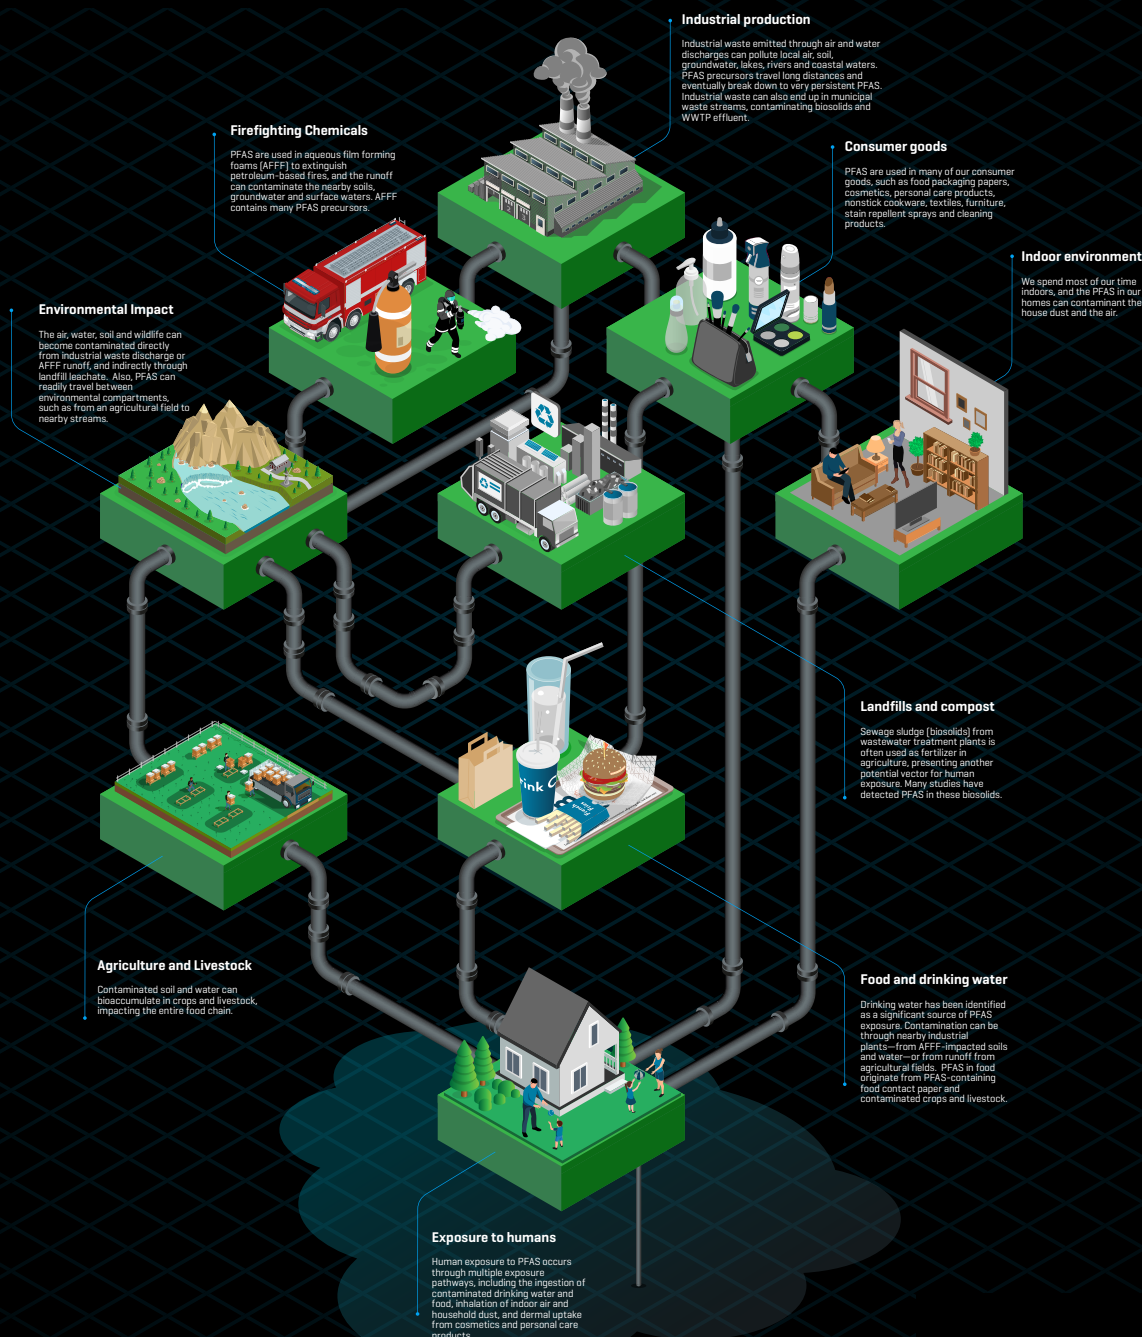 Industrial production
Industrial waste emitted through air and water
discharges can pollute local air, soil,
groundwater, lakes, rivers and coastal waters.
PFAS precursors travel long distances and
eventually break down to very persistent PFAS.
Industrial waste can also end up in municipal
waste streams, contaminating biosolids and
WWTP effluent.
Firefighting Chemicals
PFAS are used in aqueous film forming
foams (AFFF) to extinguish
petroleum-based fires, and the runoff
can contaminate the nearby soils,
groundwater and surface waters. AFFF
contains many PFAS precursors.
Consumer goods
PFAS are used in many of our consumer
goods, such as food packaging papers,
cosmetics, personal care products,
nonstick cookware, textiles, furniture,
stain repellent sprays and cleaning
products.
Indoor environment
We spend most of our time
indoors, and the PFAS in our
homes can contaminant the
house dust and the air.
Environmental Impact
The air, water, soil and wildlife can
become contaminated directly
from industrial waste discharge or
AFFF runoff, and indirectly through
landfill leachate. Also, PFAS can
readily travel between
environmental compartments,
such as from an agricultural field to
nearby streams.
Landfills and compost
Sewage sludge (biosolids) from
wastewater treatment plants is
often used as fertilizer in
agriculture, presenting another
potential vector for human
exposure. Many studies have
detected PFAS in these biosolids.
rink
Agriculture and Livestock
Contaminated soil and water can
bioaccumulate in crops and livestock,
impacting the entire food chain.
Food and drinking water
Drinking water has been identified
as a significant source of PFAS
exposure. Contamination can be
through nearby industrial
plants—from AFFF-impacted soils
and water—or from runoff from
agricultural fields. PFAS in food
originate from PFAS-containing
food contact paper and
contaminated crops and livestock.
Exposure to humans
Human exposure to PFAS occurs
through multiple exposure
pathways, including the ingestion of
contaminated drinking water and
food, inhalation of indoor air and
household dust, and dermal uptake
from cosmetics and personal care
products.